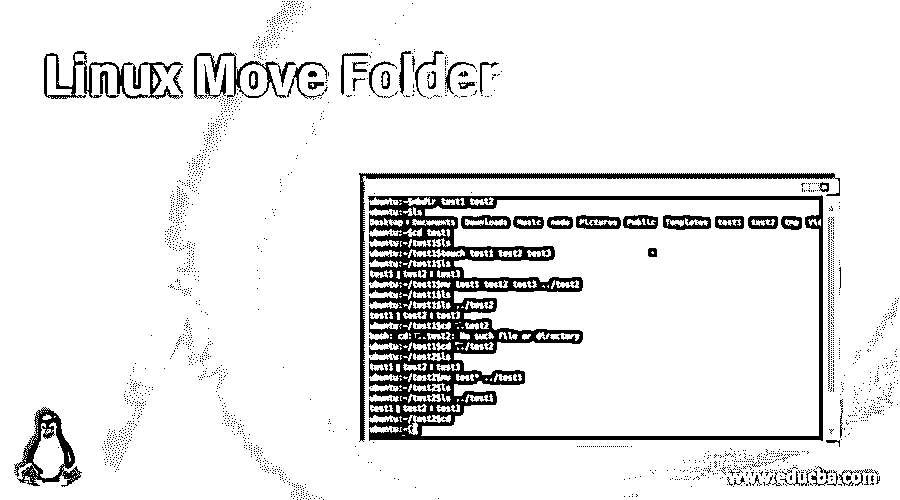 Linux Move Folder
ubuntu:~$mkdir test1 test2
ubuntu:~$ls
Desktop Documents Downloads Music node Pictures Public Templates test1 test2 tmp
ubuntu:~$cd test1
ubuntu:~/test1$ls
ubuntu:~/test1$touch test1 test2 test3
ubuntu:~/test1$ls
test1 test2 test3
ubuntu:~/test1$mv test1 test2 test3 ../test2
ubuntu:~/test1$ls
ubuntu:~/test1$ls ../test2
test1 test2 test3
ubuntu:~/test1$cd ..test2
bash: cd: ..test2: No such file or directory
ubuntu:~/test1$cd ../test2
ubuntu:~/test2$ls
test1 test2 test3
ubuntu:~/test2$mv test* ../test1
ubuntu:~/test2$ls
ubuntu:~/test2$ls ../test1
test1 test2 test3
ubuntu:~/test2$cd
ubuntu:~$
www.educba.com